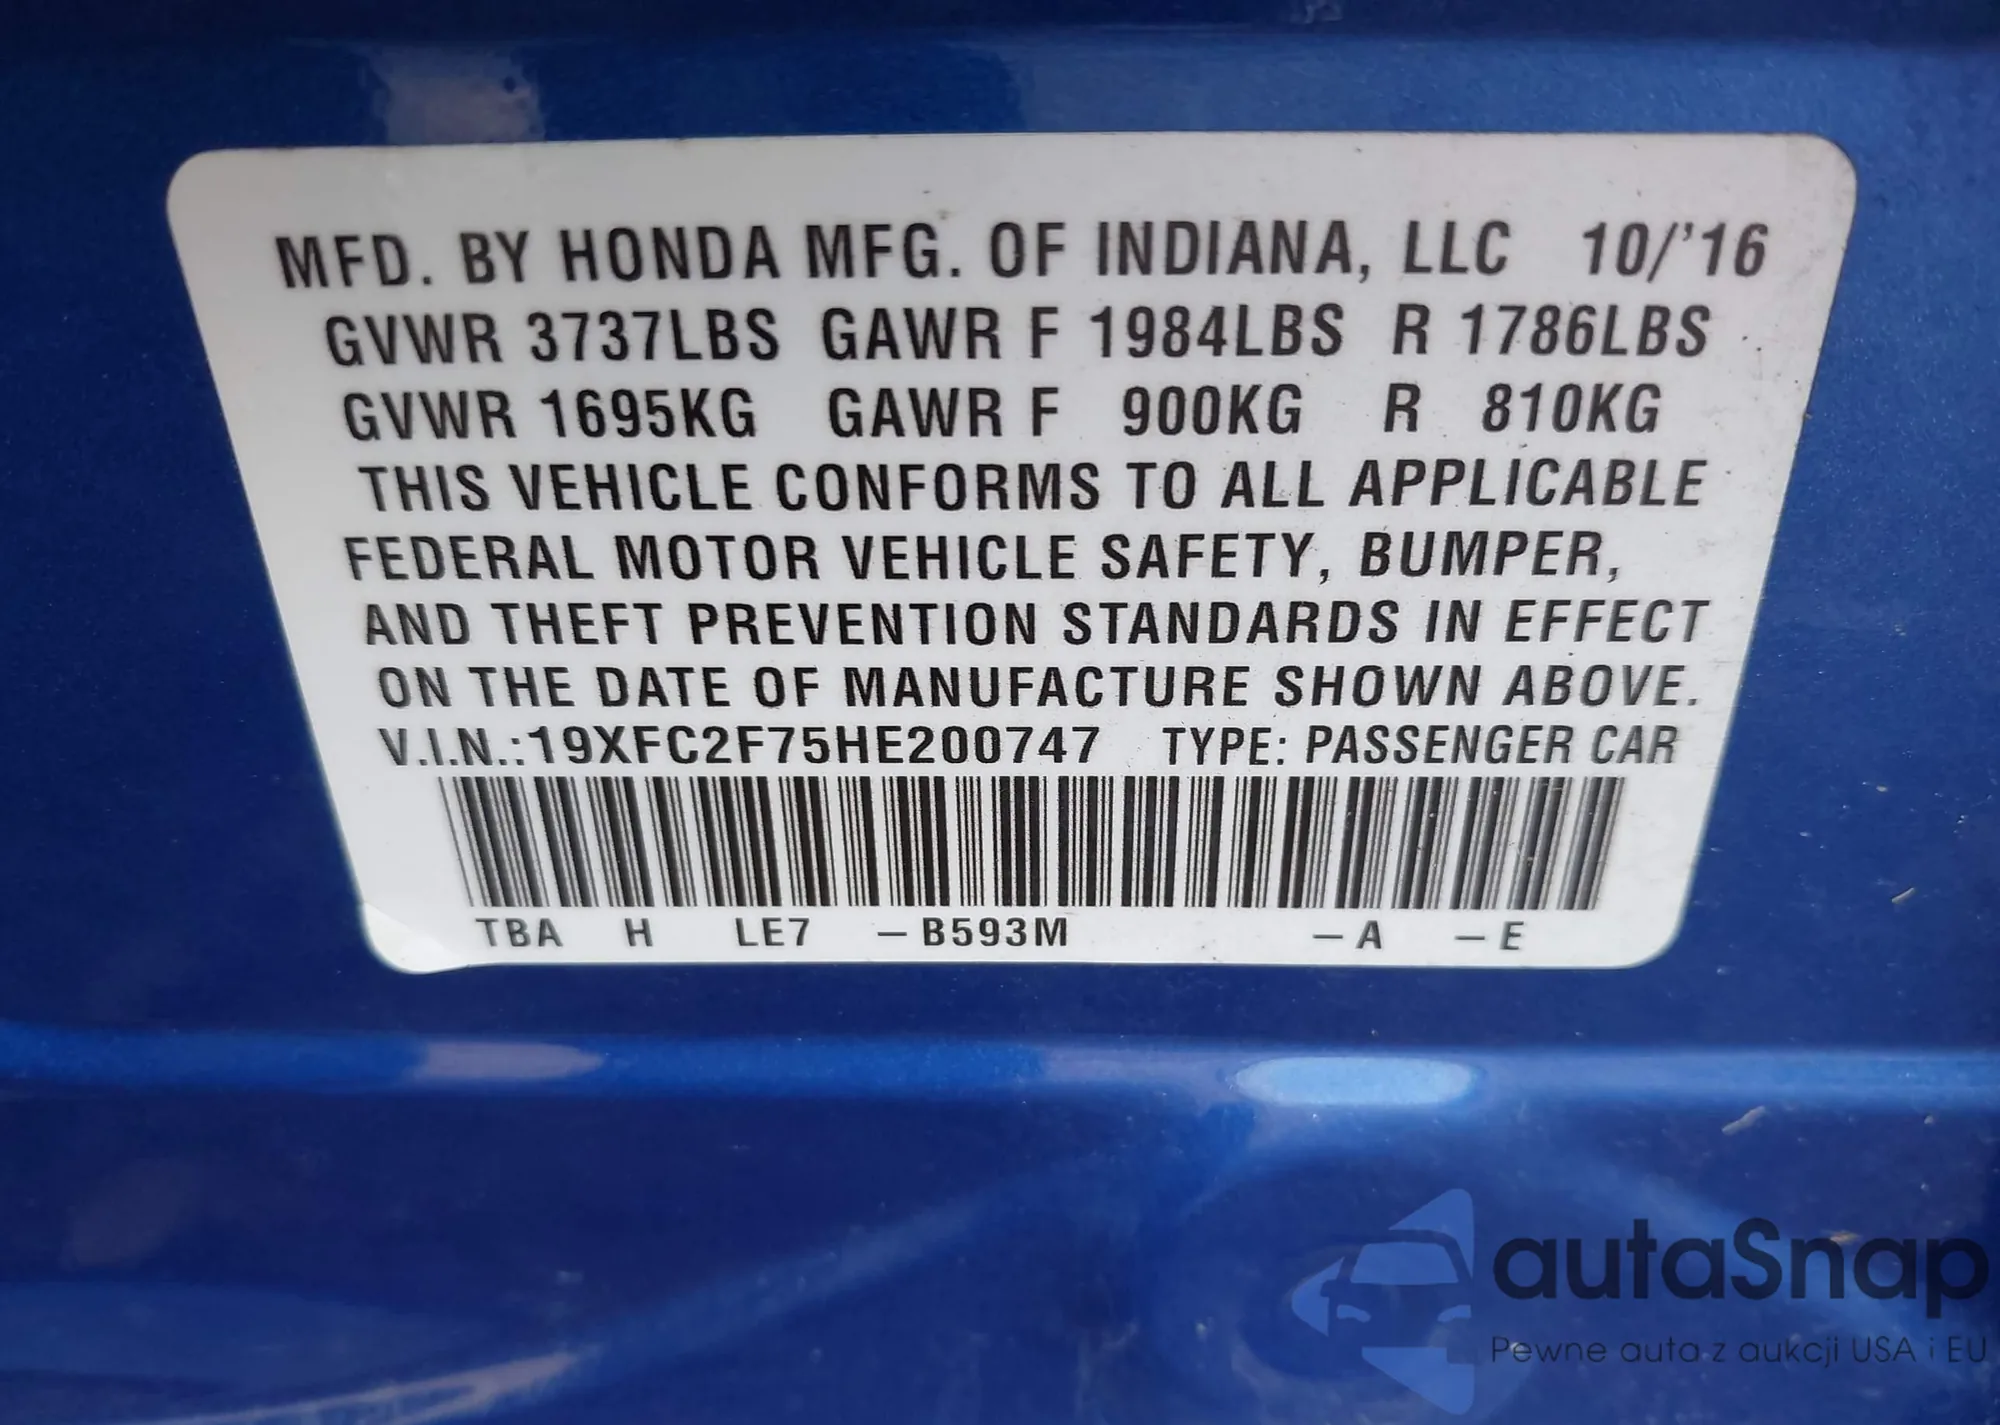 MFD. BY HONDA MFG. OF INDIANA, LLC 10/'16
GVWR 3737LBS GAWR F 1984LBS R 1786LBS
GVWR 1695KG GAWR F 900KG R 810KG
THIS VEHICLE CONFORMS TO ALL APPLICABLE
FEDERAL MOTOR VEHICLE SAFETY, BUMPER,
AND THEFT PREVENTION STANDARDS IN EFFECT
ON THE DATE OF MANUFACTURE SHOWN ABOVE.
V.I.N.:19XFC2F75HE200747 TYPE: PASSENGER CAR
TBA H LE7 –B593M –A –E
autaSnap
Pewne auta z aukcji USA i EU